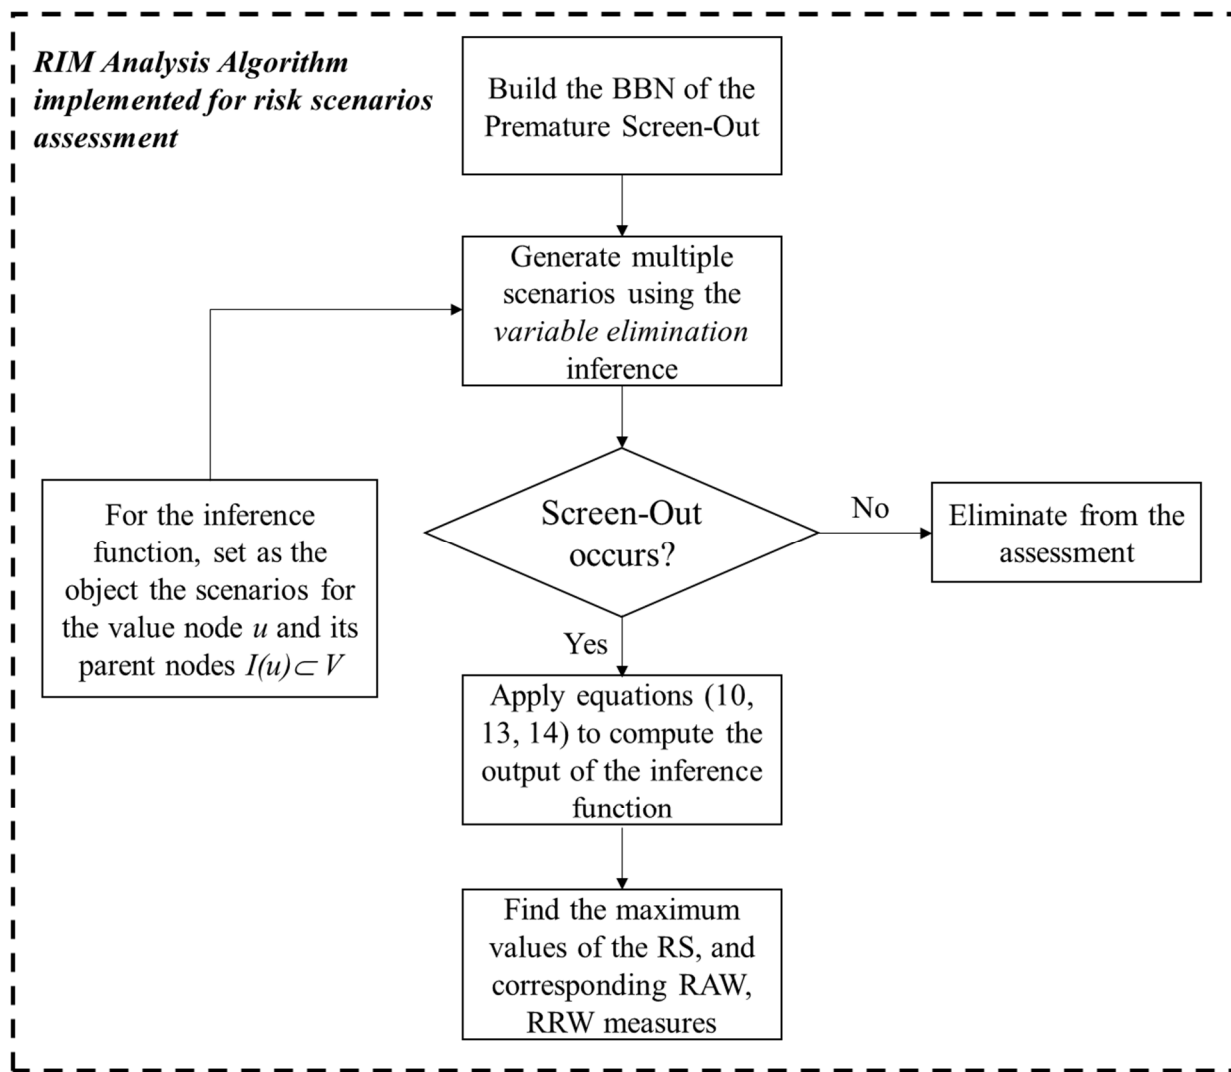 RIM Analysis Algorithm
implemented for risk scenarios
assessment
Build the BBN of the
Premature Screen-Out
Generate multiple
scenarios using the
variable elimination
inference
For the inference
function, set as the
object the scenarios for
the value node u and its
parent nodes I(u)⊂ V
Screen-Out
occurs?
No
Eliminate from the
assessment
Yes
Apply equations (10,
13, 14) to compute the
output of the inference
function
Find the maximum
values of the RS, and
corresponding RAW,
RRW measures